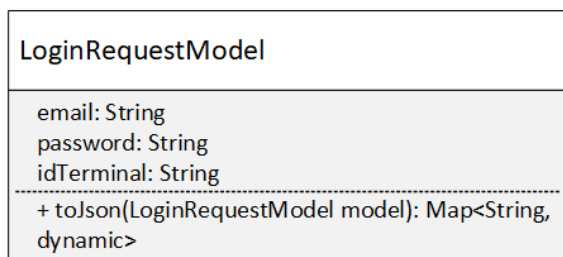 LoginRequestModel
email: String
password: String
idTerminal: String
+ toJson(LoginRequestModel model): Map<String,
dynamic>